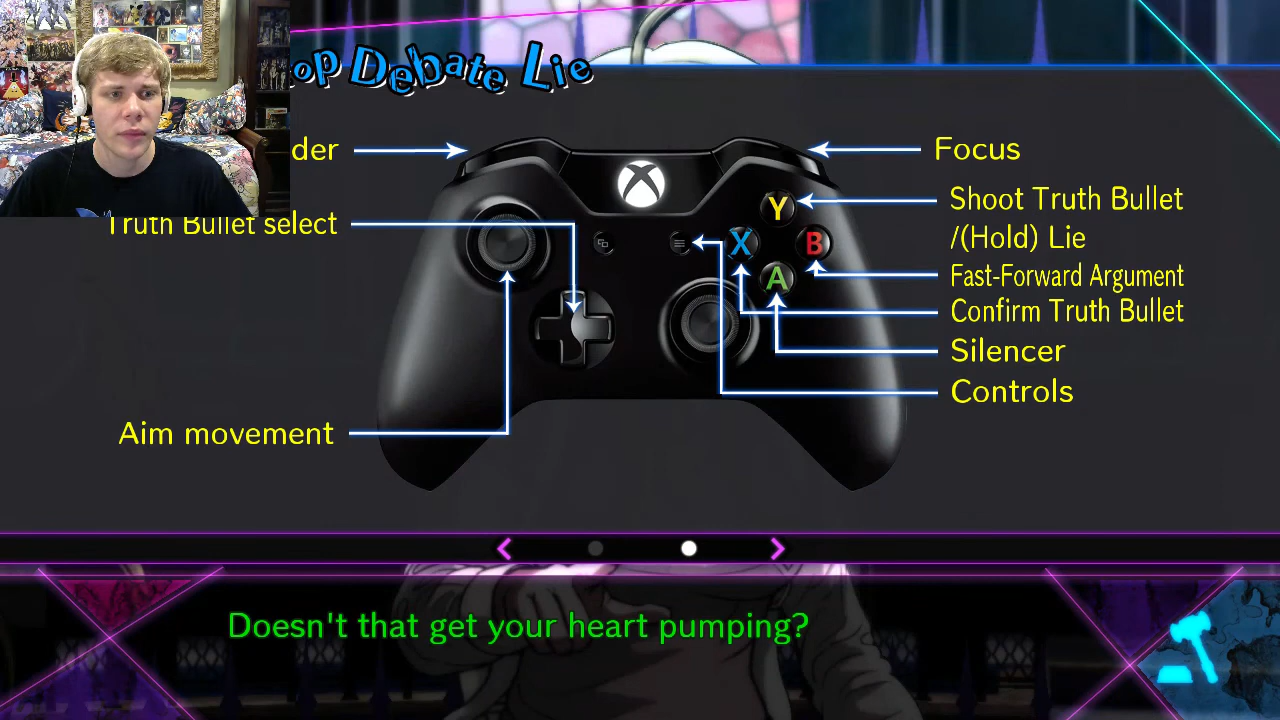 op Debate Lie
der
Focus
Truth Bullet select
Shoot Truth Bullet
/(Hold) Lie
Fast-Forward Argument
Confirm Truth Bullet
Silencer
Controls
Aim movement
Y
X
B
A
Doesn't that get your heart pumping?